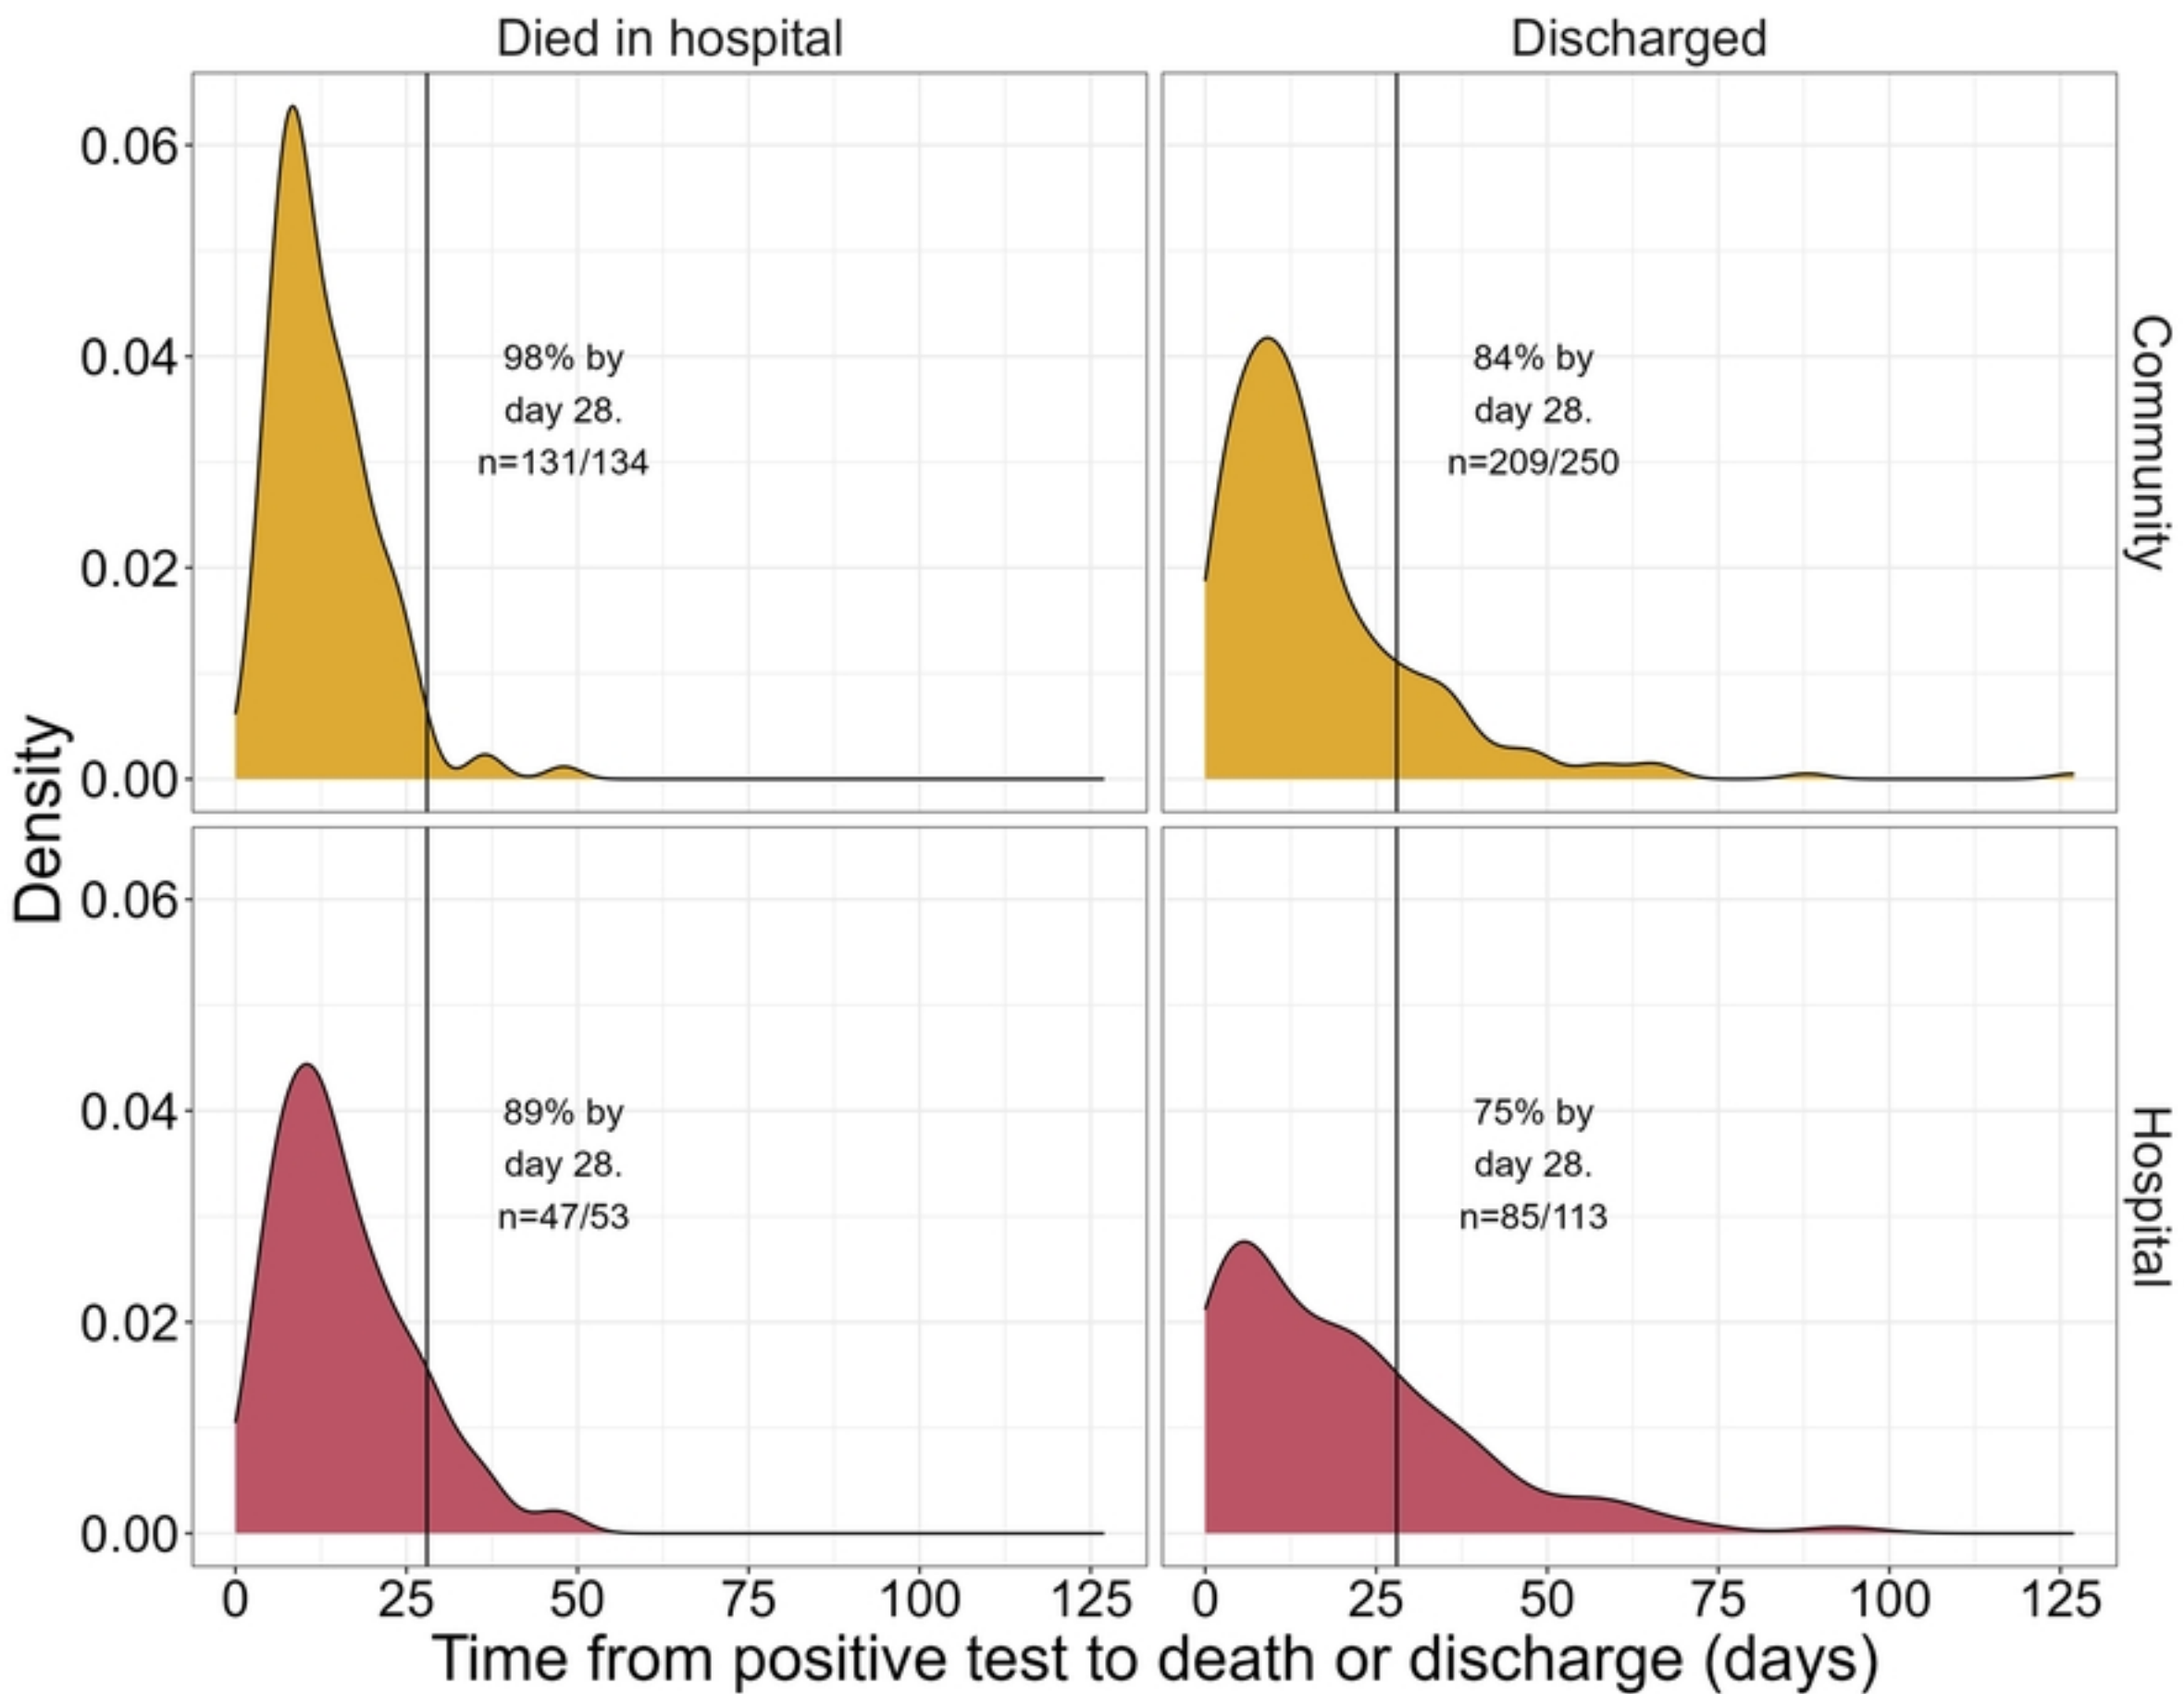 Died in hospital
Discharged
0.06
0.04
0.02
0.00
98% by
day 28.
n=131/134
84% by
day 28.
n=209/250
Community
Density
0.06
0.04
0.02
0.00
89% by
day 28.
n=47/53
75% by
day 28.
n=85/113
Hospital
0 25 50 75 100 125
0 25 50 75 100 125
Time from positive test to death or discharge (days)